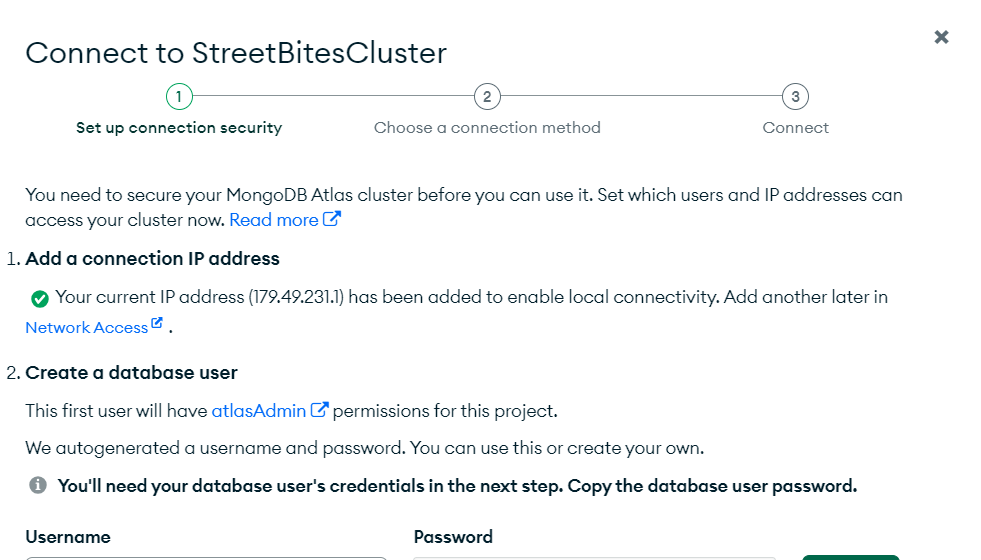 Connect to StreetBitesCluster
1 2 3
Set up connection security Choose a connection method Connect
You need to secure your MongoDB Atlas cluster before you can use it. Set which users and IP addresses can
access your cluster now. Read more
1. Add a connection IP address
Your current IP address (179.49.231.1) has been added to enable local connectivity. Add another later in
Network Access .
2. Create a database user
This first user will have atlasAdmin permissions for this project.
We autogenerated a username and password. You can use this or create your own.
You'll need your database user's credentials in the next step. Copy the database user password.
Username Password